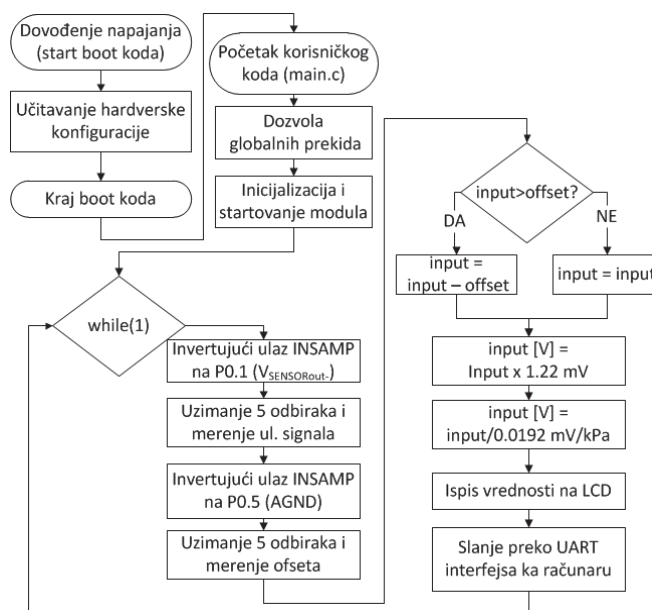 Dovođenje napajanja
(start boot koda)
Učitavanje hardverske
konfiguracije
Kraj boot koda
Početak korisničkog
koda (main.c)
Dozvola
globalnih prekida
Inicijalizacija i
startovanje modula
while(1)
Invertujući ulaz INSAMP
na P0.1 (VSENSORout-)
Uzimanje 5 odbiraka i
merenje ul. signala
Invertujući ulaz INSAMP
na P0.5 (AGND)
Uzimanje 5 odbiraka i
merenje ofseta
input>offset?
DA
NE
input =
input – offset
input = input
input [V] =
Input x 1.22 mV
input [V] =
input/0.0192 mV/kPa
Ispis vrednosti na LCD
Slanje preko UART
interfejsa ka računaru